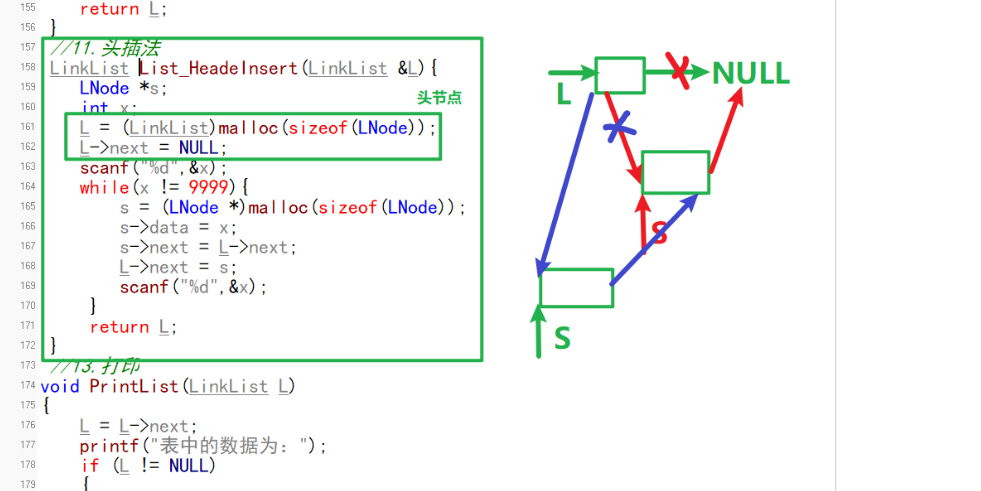 155 return L;
156 }
157 //11.头插法
158 LinkList List_HeadeInsert(LinkList &L){
159 LNode *s;
160 int x;
头节点
161 L = (LinkList)malloc(sizeof(LNode));
162 L->next = NULL;
163 scanf("%d",&x);
164 while(x != 9999){
165 s = (LNode *)malloc(sizeof(LNode));
166 s->data = x;
167 s->next = L->next;
168 L->next = s;
169 scanf("%d",&x);
170 }
171 return L;
172 }
173 //13.打印
174 void PrintList(LinkList L)
175 {
176 L = L->next;
177 printf("表中的数据为：");
178 if (L != NULL)
179 {
L
NULL
S
S